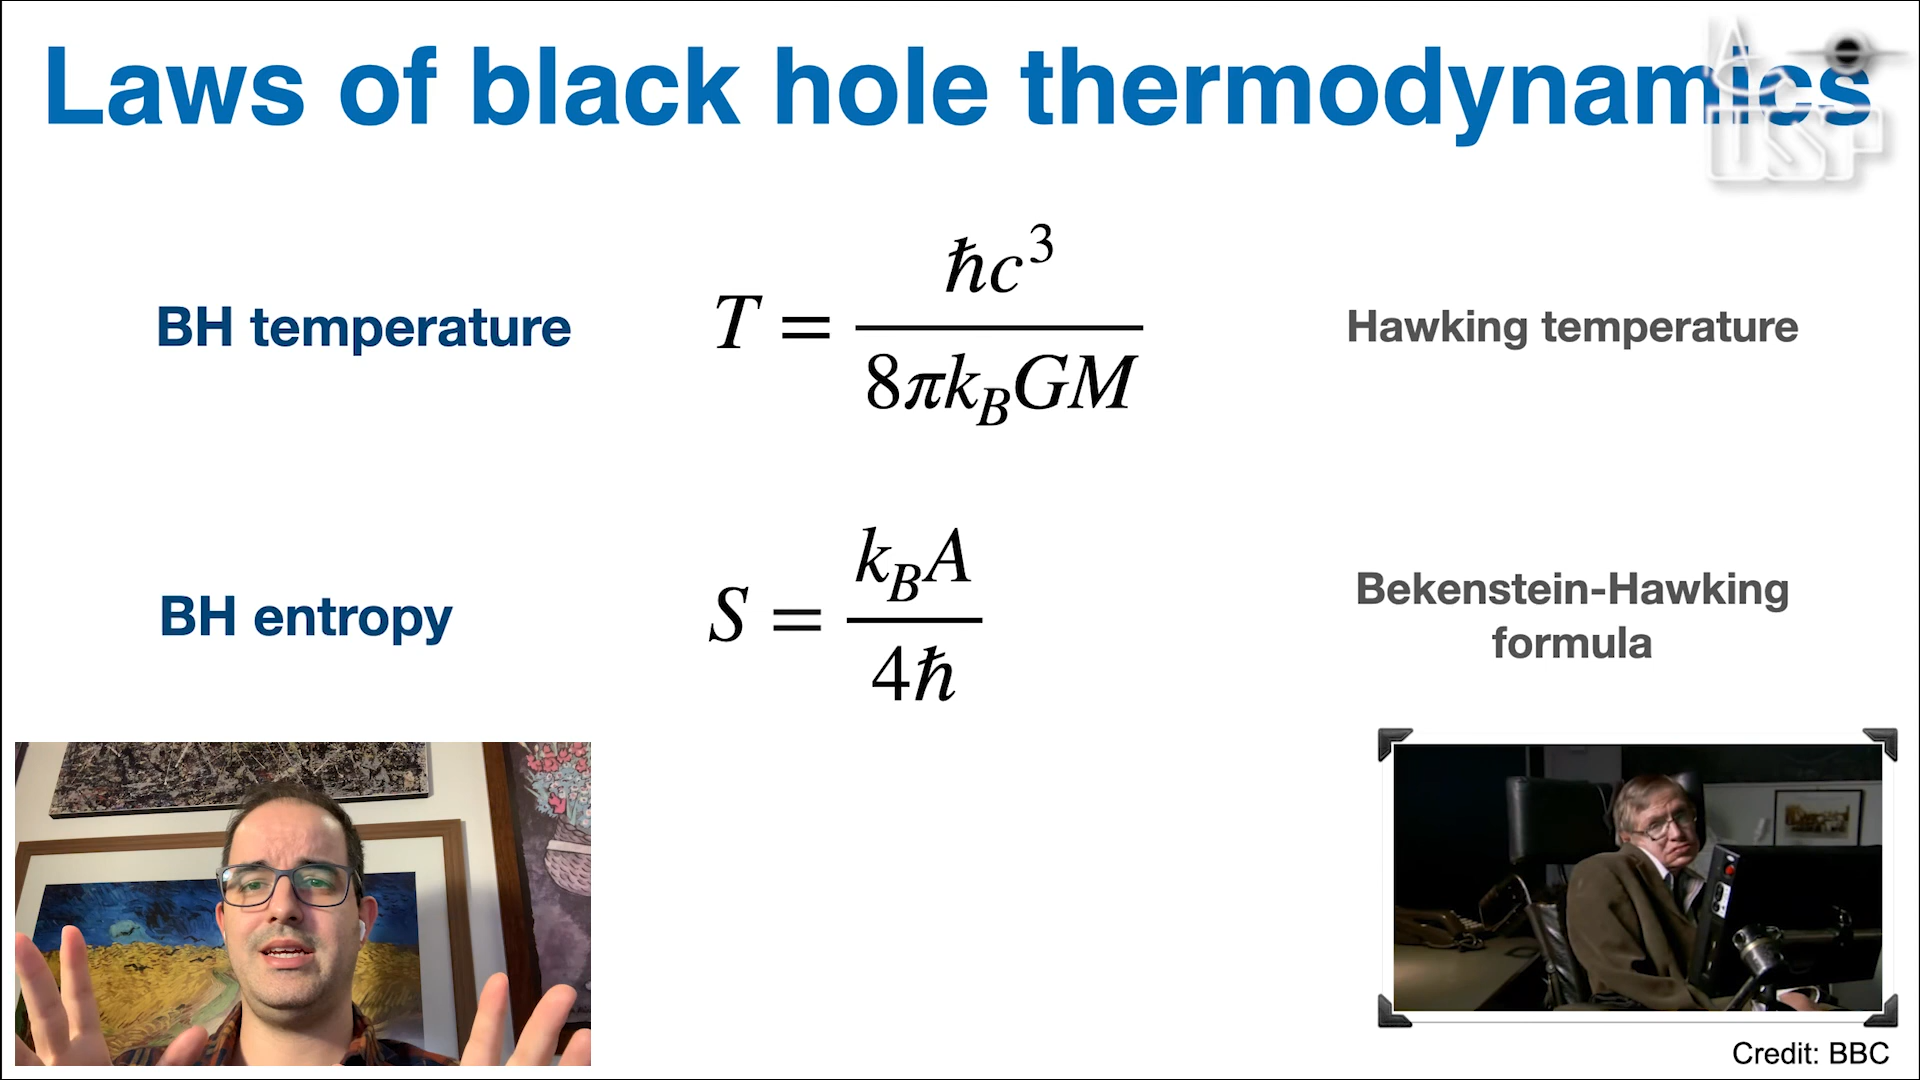 Laws of black hole thermodynamics
USP
BH temperature
T = ħc³ / 8πk_BGM
Hawking temperature
BH entropy
S = k_BA / 4ħ
Bekenstein-Hawking
formula
Credit: BBC